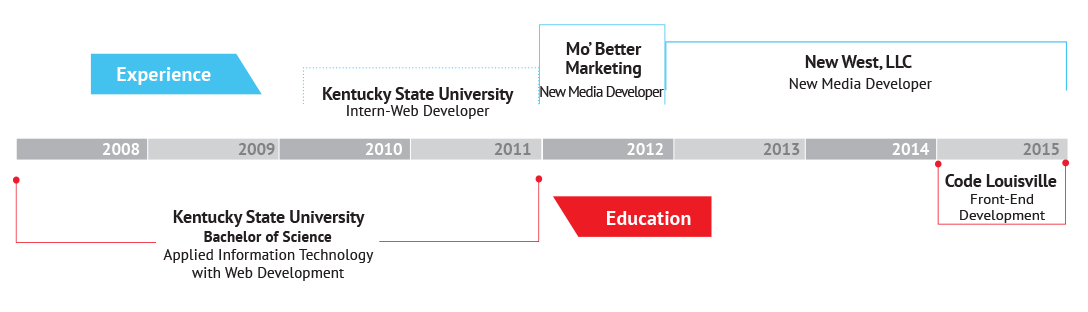 Experience
Kentucky State University
Intern-Web Developer
Mo’ Better
Marketing
New Media Developer
New West, LLC
New Media Developer
2008 2009 2010 2011 2012 2013 2014 2015
Kentucky State University
Bachelor of Science
Applied Information Technology
with Web Development
Education
Code Louisville
Front-End
Development